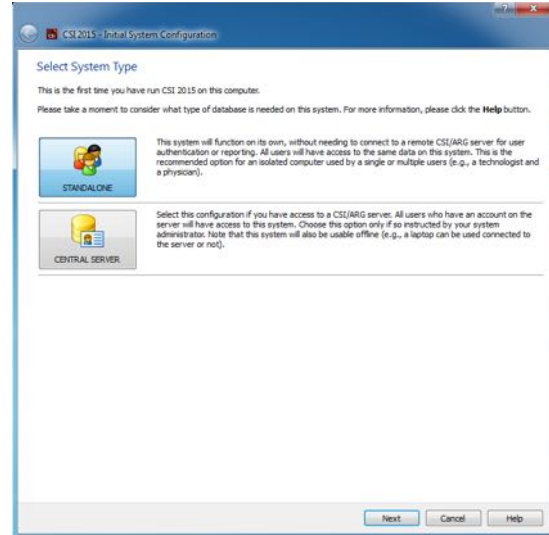 CSI 2015 - Initial System Configuration
Select System Type
This is the first time you have run CSI 2015 on this computer.
Please take a moment to consider what type of database is needed on this system. For more information, please click the Help button.
STANDALONE
This system will function on its own, without needing to connect to a remote CSI/ARG server for user
authentication or reporting. All users will have access to the same data on this system. This is the
recommended option for an isolated computer used by a single or multiple users (e.g., a technologist and
a physician).
CENTRAL SERVER
Select this configuration if you have access to a CSI/ARG server. All users who have an account on the
server will have access to this system. Choose this option only if so instructed by your system
administrator. Note that this system will also be usable offline (e.g., a laptop can be used connected to
the server or not).
Next Cancel Help